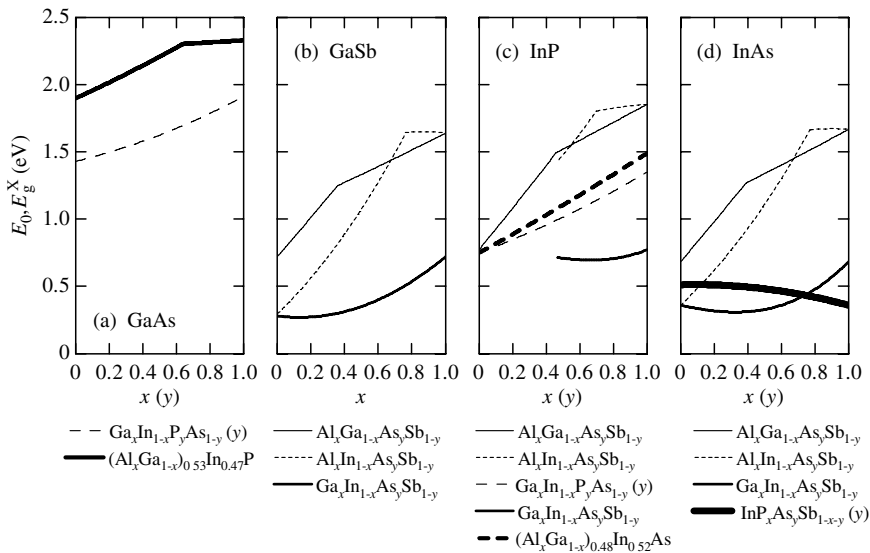 (a) GaAs
(b) GaSb
(c) InP
(d) InAs
E0, EgX (eV)
2.5
2.0
1.5
1.0
0.5
0
0 0.2 0.4 0.6 0.8 1.0
0 0.2 0.4 0.6 0.8 1.0
0 0.2 0.4 0.6 0.8 1.0
0 0.2 0.4 0.6 0.8 1.0
x (y)
x
x (y)
x (y)
GaxIn1-xPyAs1-y (y)
(AlxGa1-x)0 53In0.47P
AlxGa1-xAsySb1-y
AlxIn1-xAsySb1-y
GaxIn1-xAsySb1-y
AlxGa1-xAsySb1-y
AlxIn1-xAsySb1-y
GaxIn1-xPyAs1-y (y)
GaxIn1-xAsySb1-y
(AlxGa1-x)0.48In0 52As
AlxGa1-xAsySb1-y
AlxIn1-xAsySb1-y
GaxIn1-xAsySb1-y
InPxAsySb1-x-y (y)